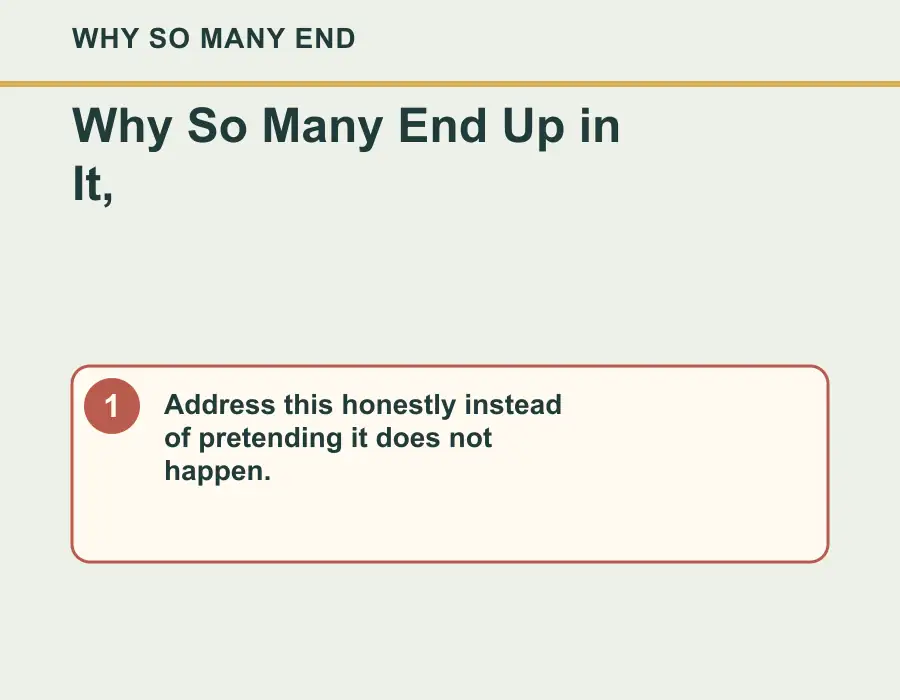 WHY SO MANY END
Why So Many End Up in
It,
1
Address this honestly instead
of pretending it does not
happen.